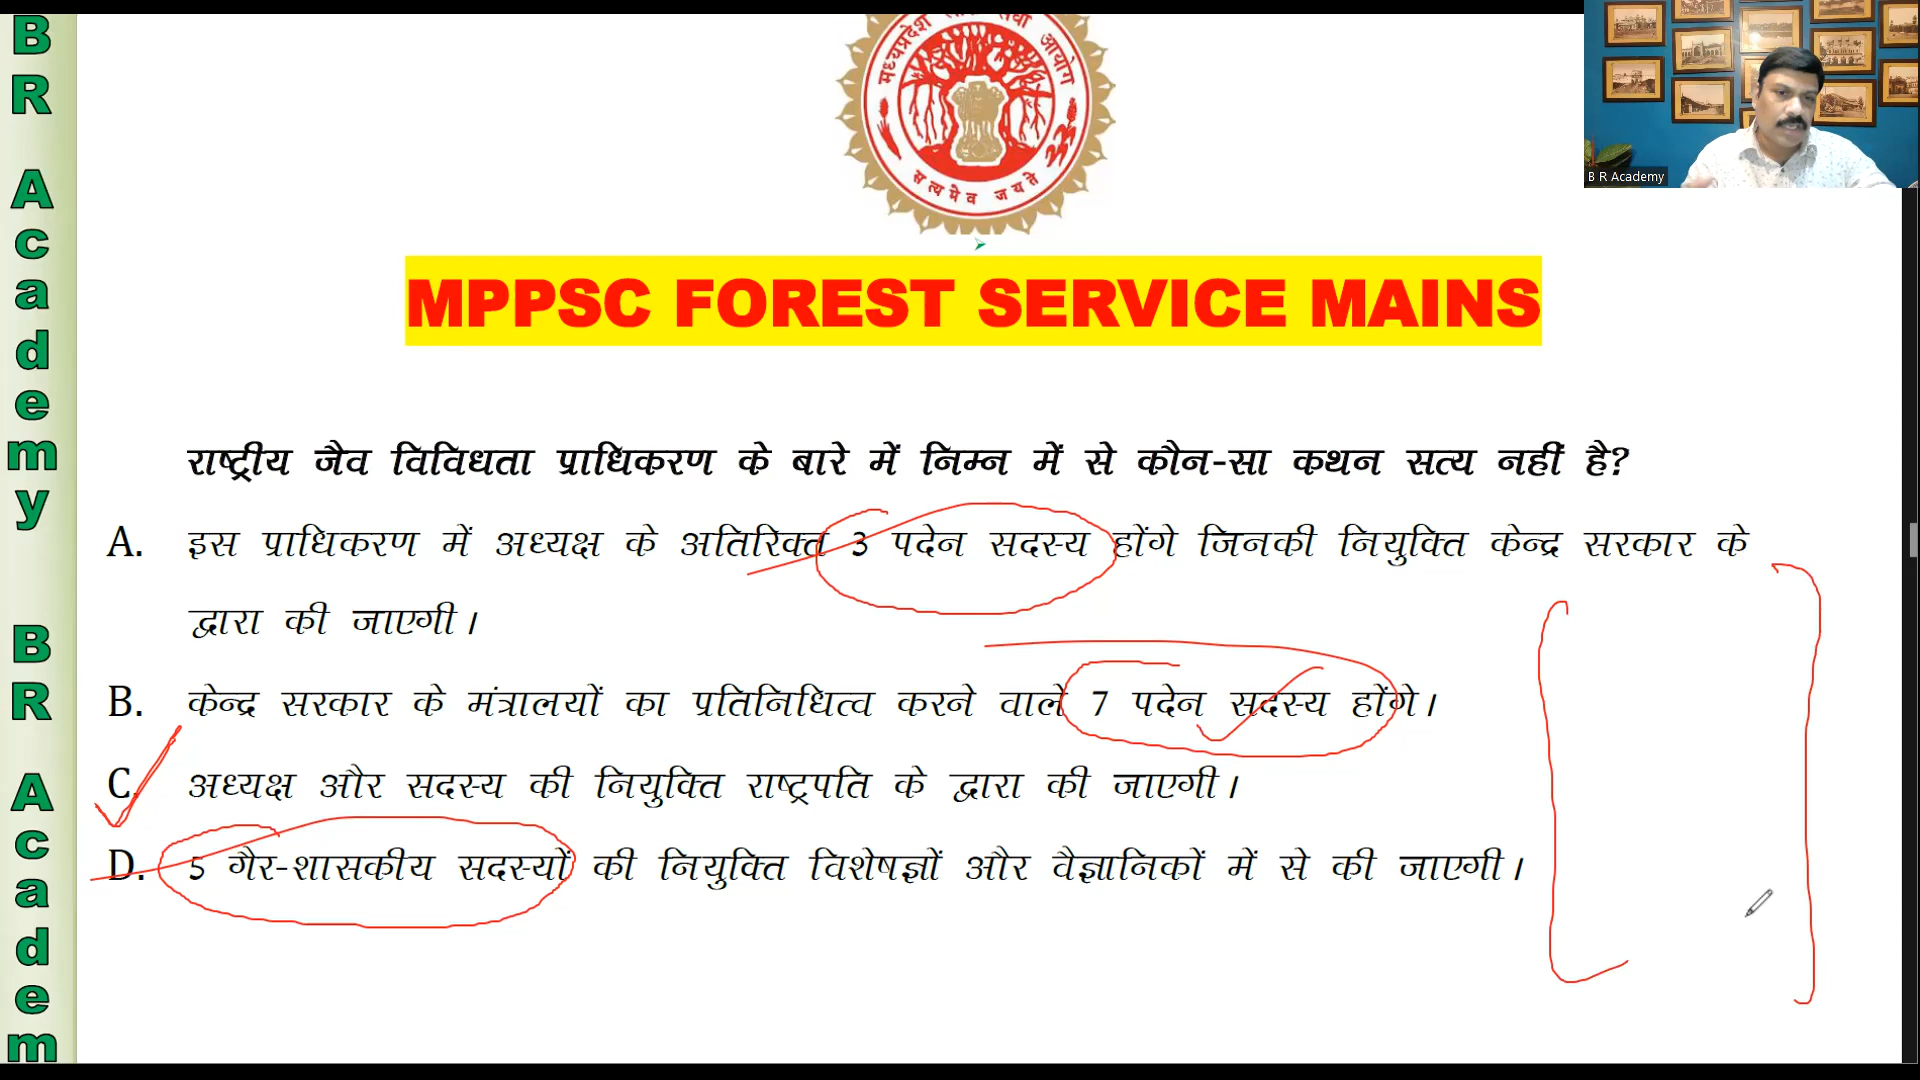 B R Academy
B R Academ
मध्यप्रदेश लोक सेवा आयोग
सत्यमेव जयते
B R Academy
MPPSC FOREST SERVICE MAINS
राष्ट्रीय जैव विविधता प्राधिकरण के बारे में निम्न में से कौन-सा कथन सत्य नहीं है?
A. इस प्राधिकरण में अध्यक्ष के अतिरिक्त 3 पदेन सदस्य होंगे जिनकी नियुक्ति केन्द्र सरकार के
द्वारा की जाएगी।
B. केन्द्र सरकार के मंत्रालयों का प्रतिनिधित्व करने वाले 7 पदेन सदस्य होंगे।
C. अध्यक्ष और सदस्य की नियुक्ति राष्ट्रपति के द्वारा की जाएगी।
D. 5 गैर-शासकीय सदस्यों की नियुक्ति विशेषज्ञों और वैज्ञानिकों में से की जाएगी।